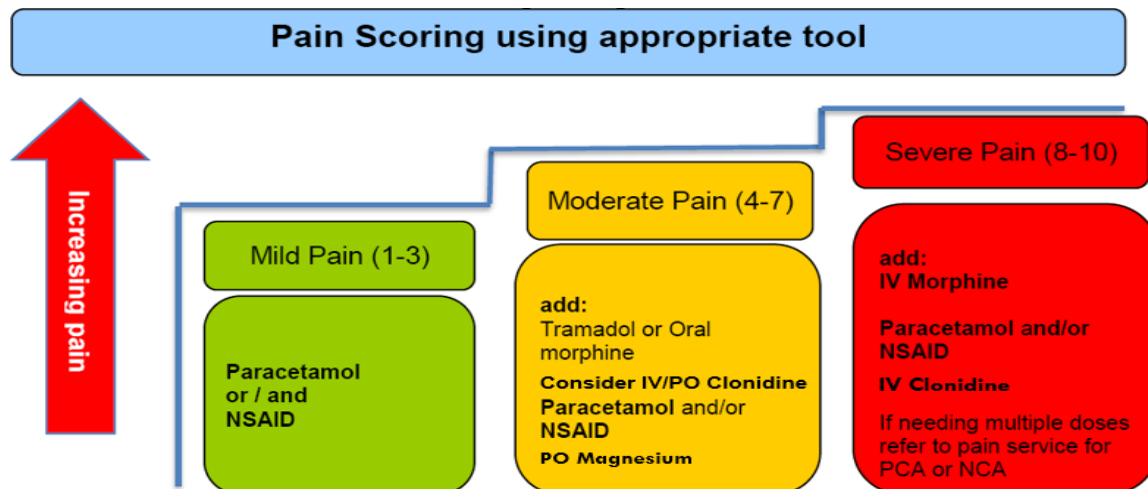 Pain Scoring using appropriate tool
Increasing pain
Mild Pain (1-3)
Paracetamol
or / and
NSAID
Moderate Pain (4-7)
add:
Tramadol or Oral
morphine
Consider IV/PO Clonidine
Paracetamol and/or
NSAID
PO Magnesium
Severe Pain (8-10)
add:
IV Morphine
Paracetamol and/or
NSAID
IV Clonidine
If needing multiple doses
refer to pain service for
PCA or NCA